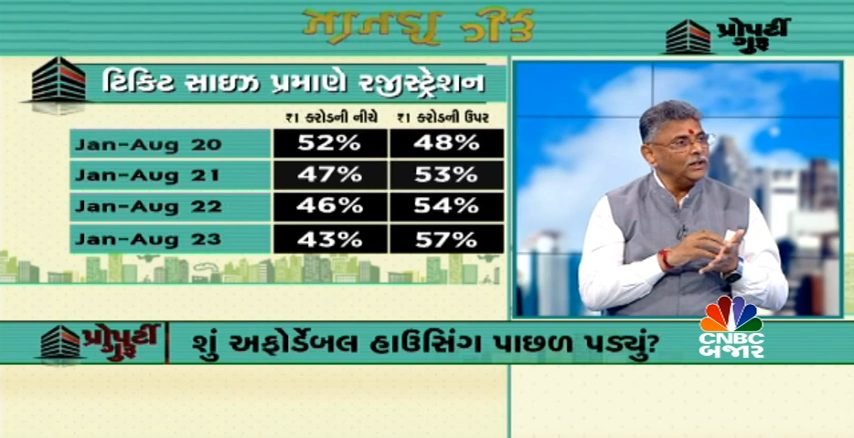 પ્રોપર્ટી
ગુરુ
ટિકિટ સાઇઝ પ્રમાણે રજીસ્ટ્રેશન
₹1 કરોડની નીચે ₹1 કરોડની ઉપર
Jan-Aug 20 52% 48%
Jan-Aug 21 47% 53%
Jan-Aug 22 46% 54%
Jan-Aug 23 43% 57%
પ્રોપર્ટી
ગુરુ
શું અફોર્ડેબલ હાઉસિંગ પાછળ પડ્યું?
CNBC
બજાર